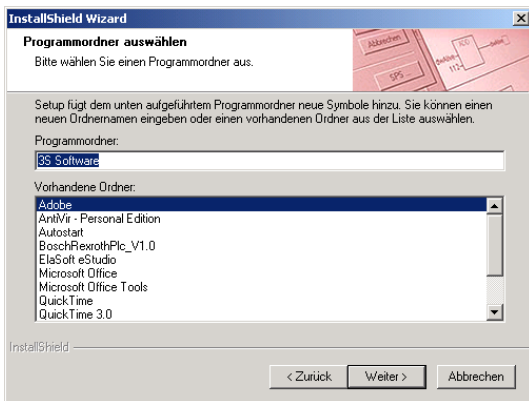 InstallShield Wizard
Programmordner auswählen
Bitte wählen Sie einen Programmordner aus.
Abbrechen
SPS...
Setup fügt dem unten aufgeführtem Programmordner neue Symbole hinzu. Sie können einen
neuen Ordnernamen eingeben oder einen vorhandenen Ordner aus der Liste auswählen.
Programmordner:
3S Software
Vorhandene Ordner:
Adobe
AntiVir - Personal Edition
Autostart
BoschRexrothPlc_V1.0
ElaSoft eStudio
Microsoft Office
Microsoft Office Tools
QuickTime
QuickTime 3.0
InstallShield
< Zurück
Weiter >
Abbrechen